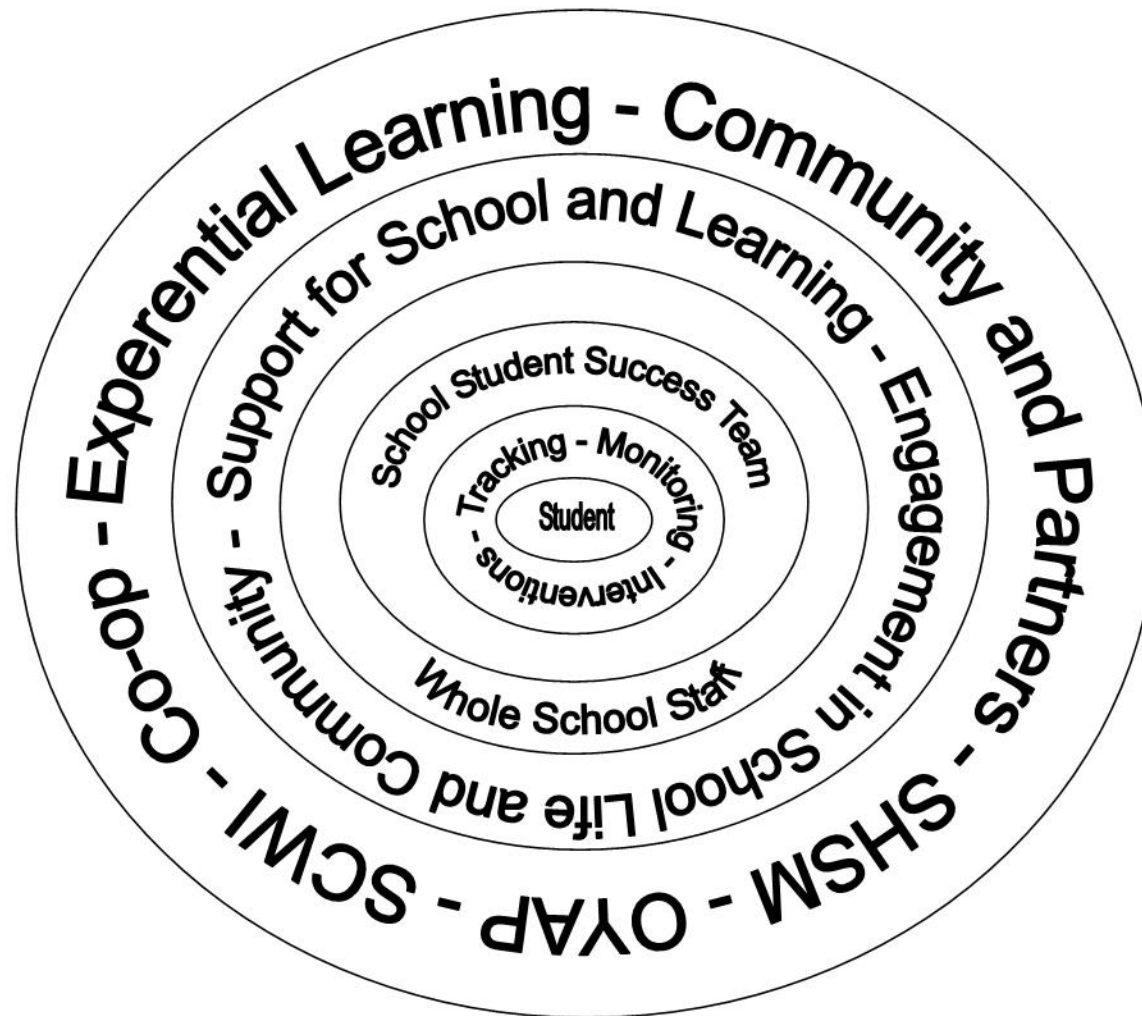 Experential Learning - Community and Partners - SHSM - OYAP - SCWI - Co-op -
Support for School and Learning - Engagement in School Life and Community -
School Student Success Team
Tracking - Monitoring - Interventions -
Student
Whole School Staff